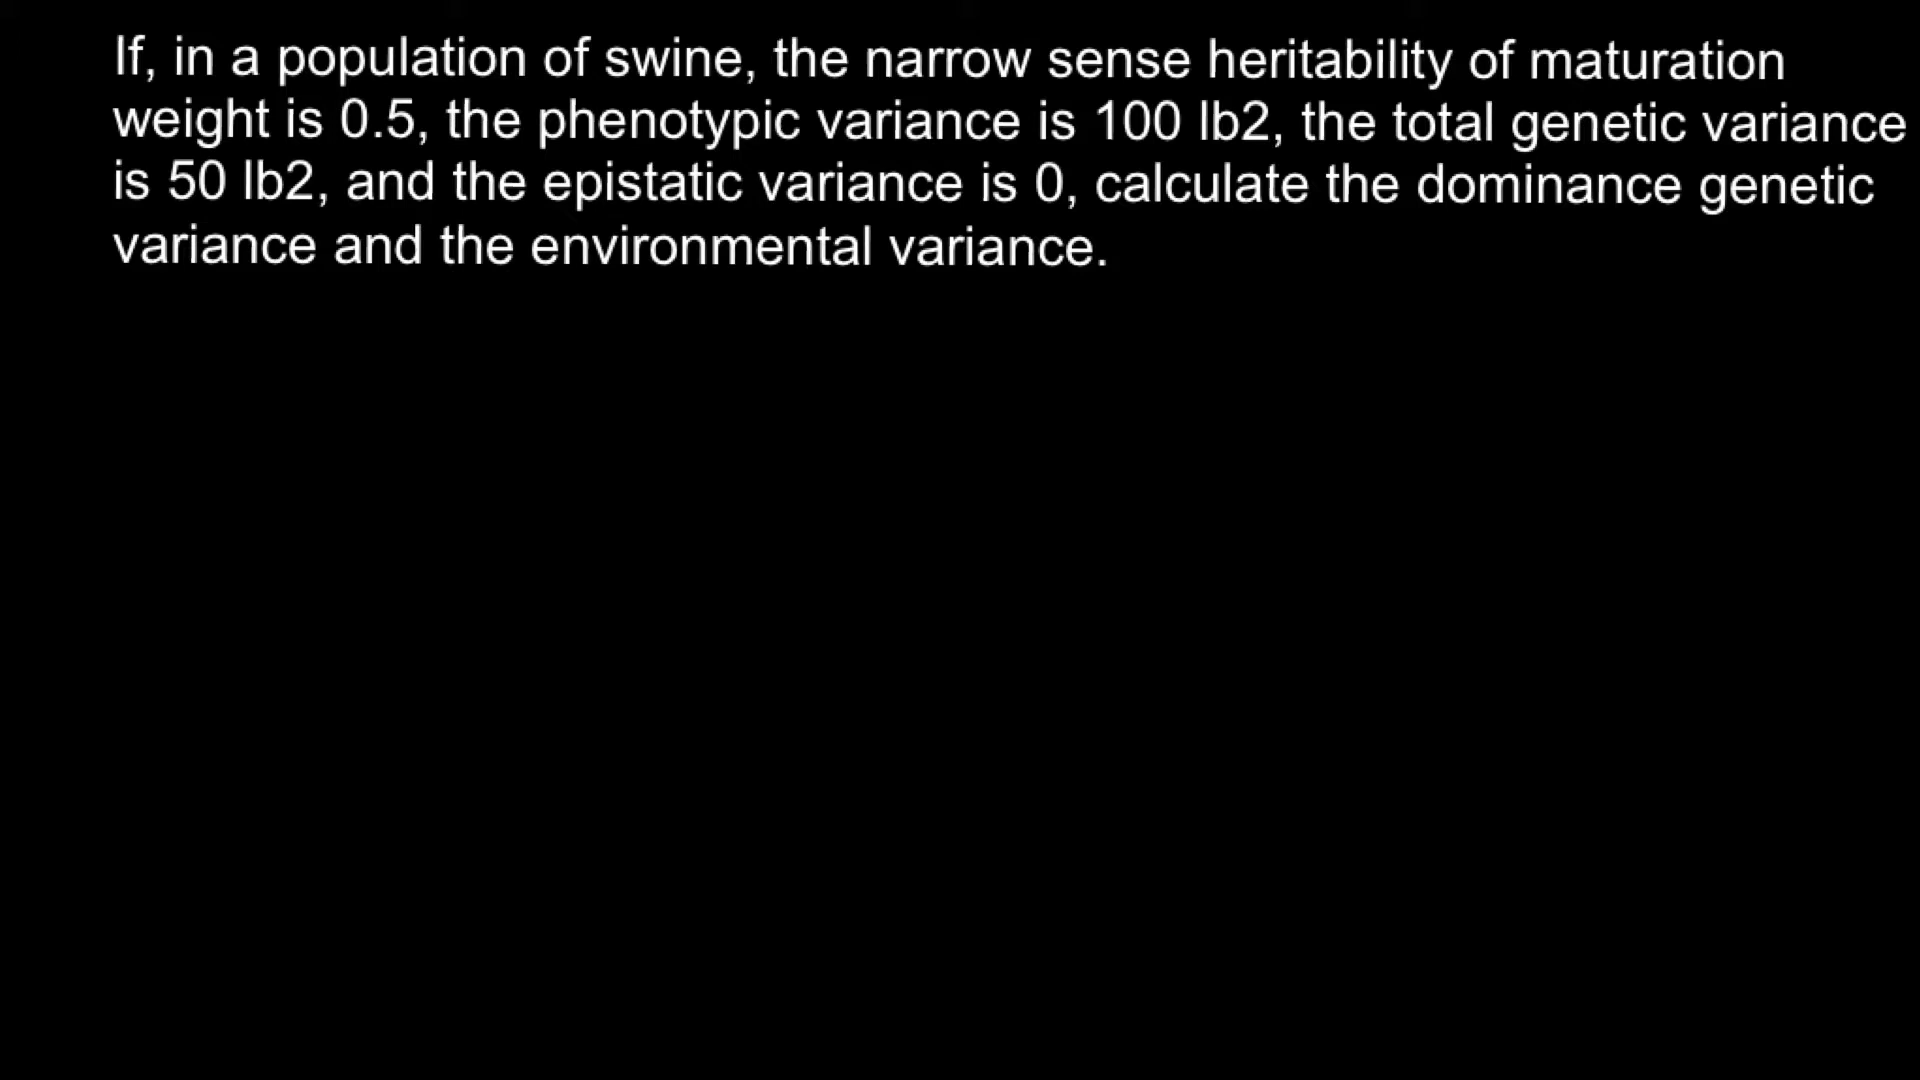 If, in a population of swine, the narrow sense heritability of maturation
weight is 0.5, the phenotypic variance is 100 lb2, the total genetic variance
is 50 lb2, and the epistatic variance is 0, calculate the dominance genetic
variance and the environmental variance.